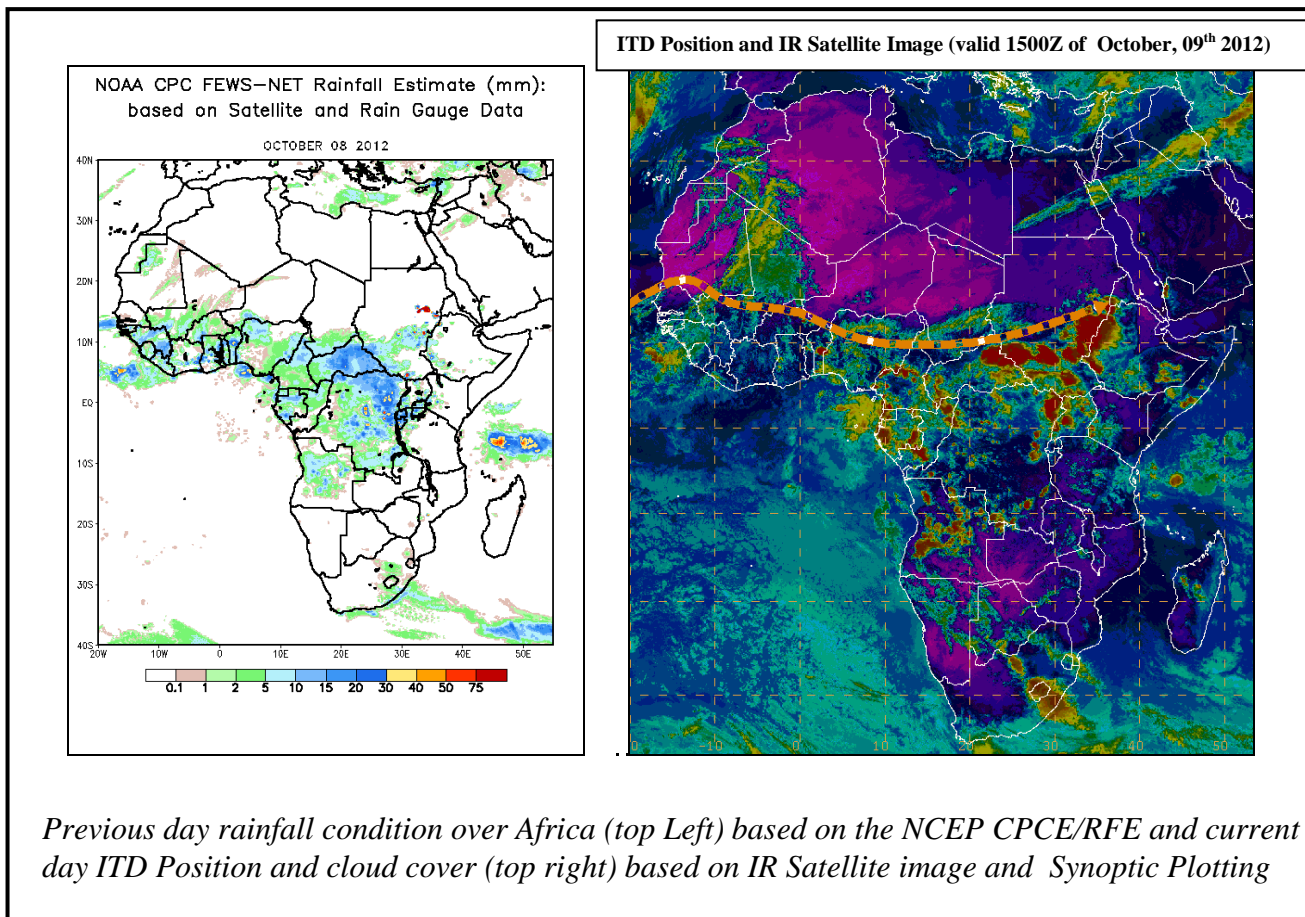 ITD Position and IR Satellite Image (valid 1500Z of October, 09th 2012)
NOAA CPC FEWS-NET Rainfall Estimate (mm):
based on Satellite and Rain Gauge Data
OCTOBER 08 2012
40N
30N
20N
10N
EQ
10S
20S
30S
40S
20W 10W 0 10E 20E 30E 40E 50E
0.1 1 2 5 10 15 20 30 40 50 75
-10 0 10 20 30 40 50
Previous day rainfall condition over Africa (top Left) based on the NCEP CPCE/RFE and current
day ITD Position and cloud cover (top right) based on IR Satellite image and Synoptic Plotting